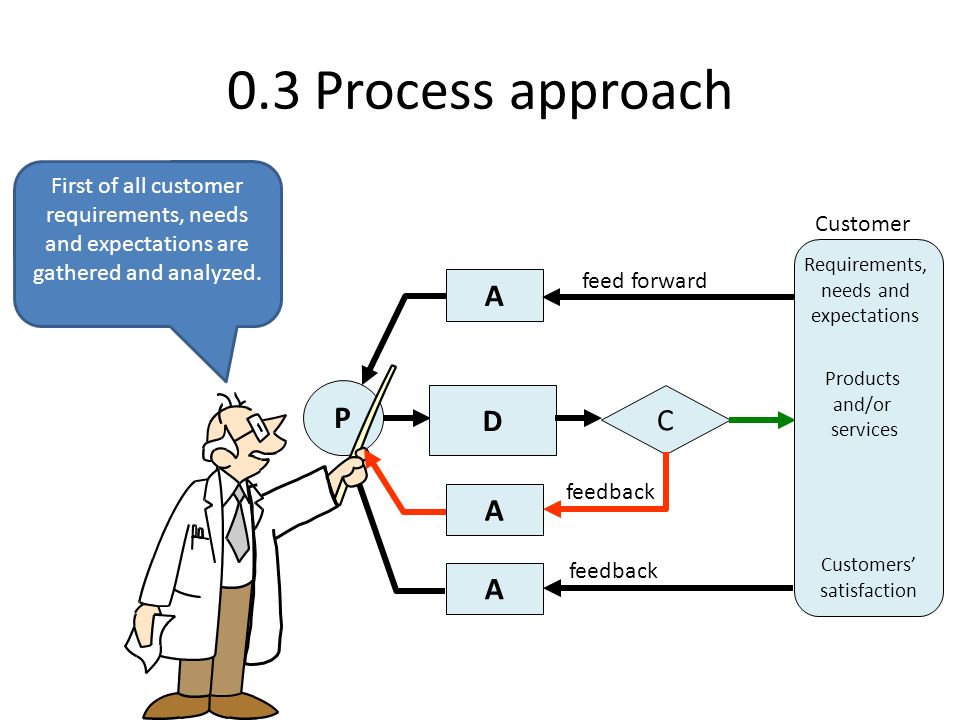 0.3 Process approach
First of all customer
requirements, needs
and expectations are
gathered and analyzed.
Customer
Requirements,
needs and
expectations
feed forward
A
Products
and/or
services
P
D
C
feedback
A
feedback
A
Customers’
satisfaction